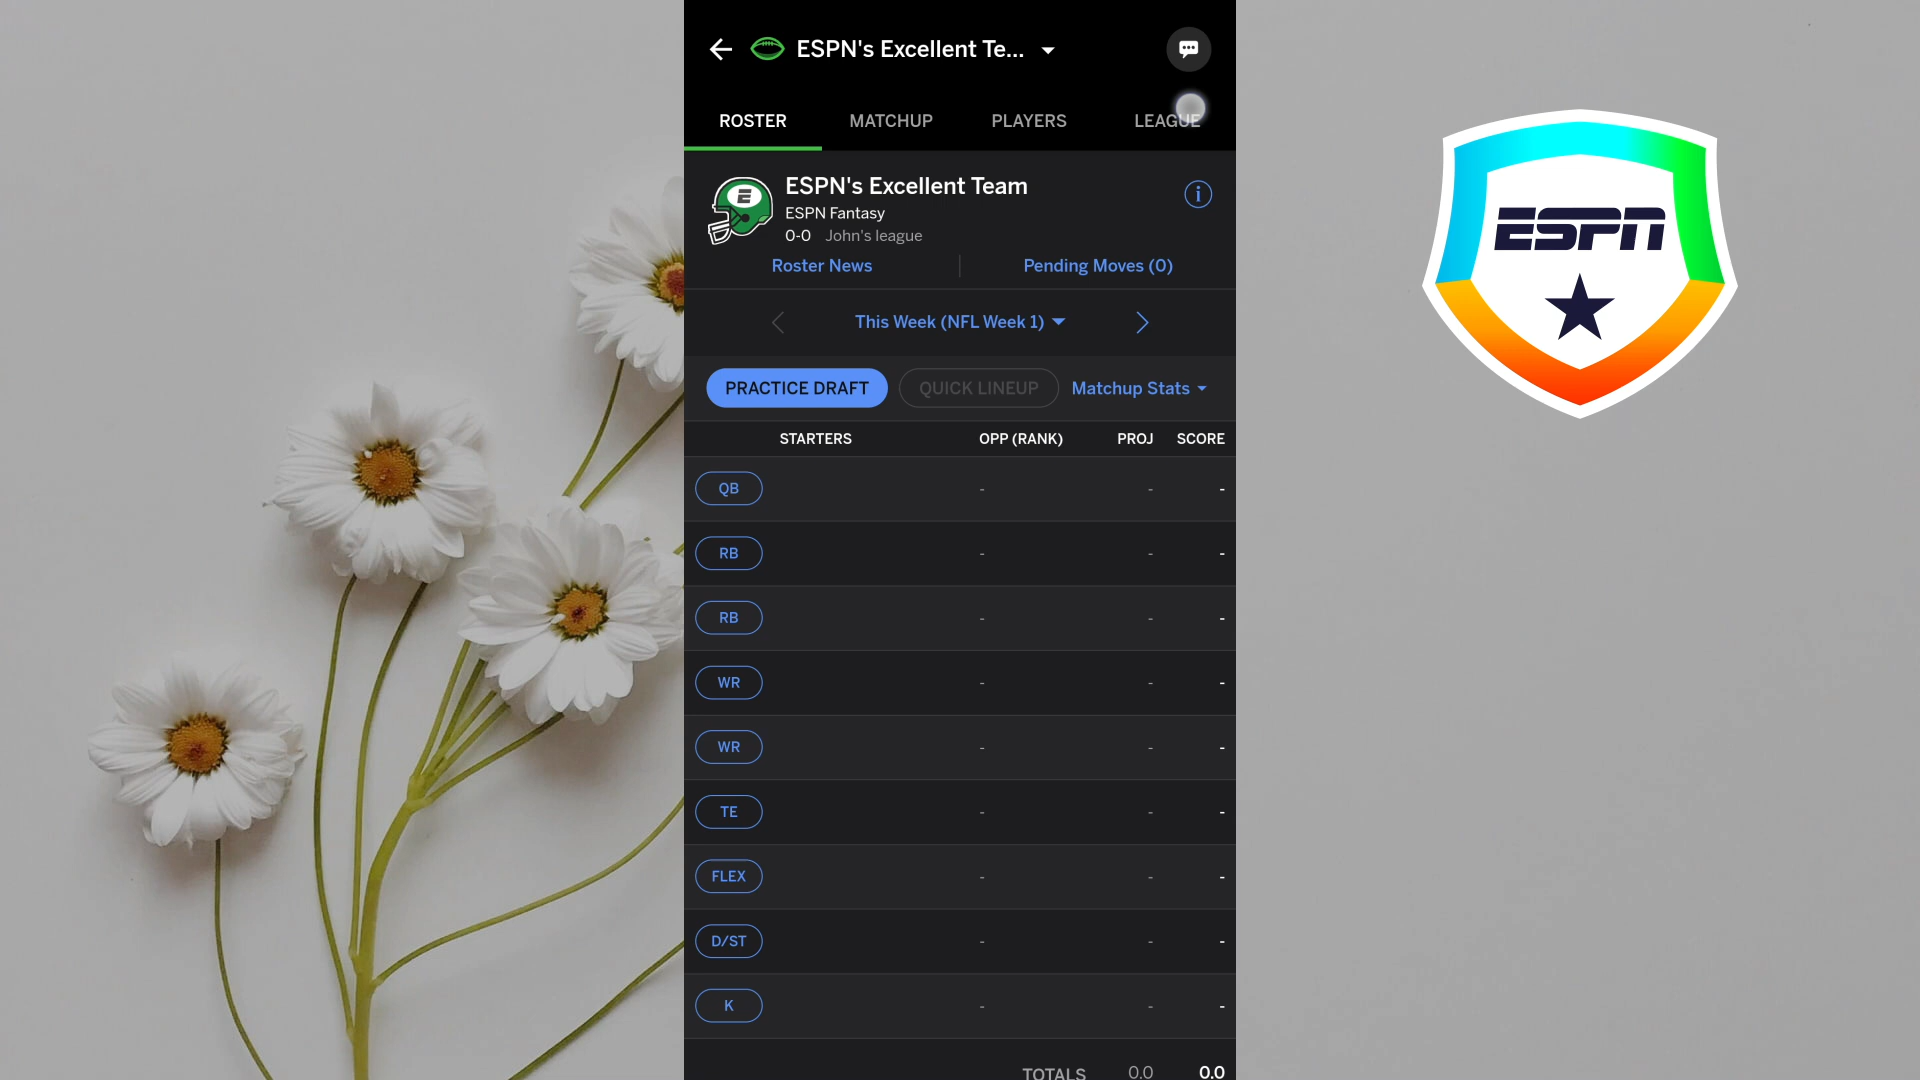 ESPN's Excellent Te...
ROSTER MATCHUP PLAYERS LEAGUE
E
ESPN's Excellent Team
ESPN Fantasy
0-0 John's league
Roster News Pending Moves (0)
This Week (NFL Week 1)
PRACTICE DRAFT QUICK LINEUP Matchup Stats
STARTERS OPP (RANK) PROJ SCORE
QB - - -
RB - - -
RB - - -
WR - - -
WR - - -
TE - - -
FLEX - - -
D/ST - - -
K - - -
TOTALS 0.0 0.0
ESPN